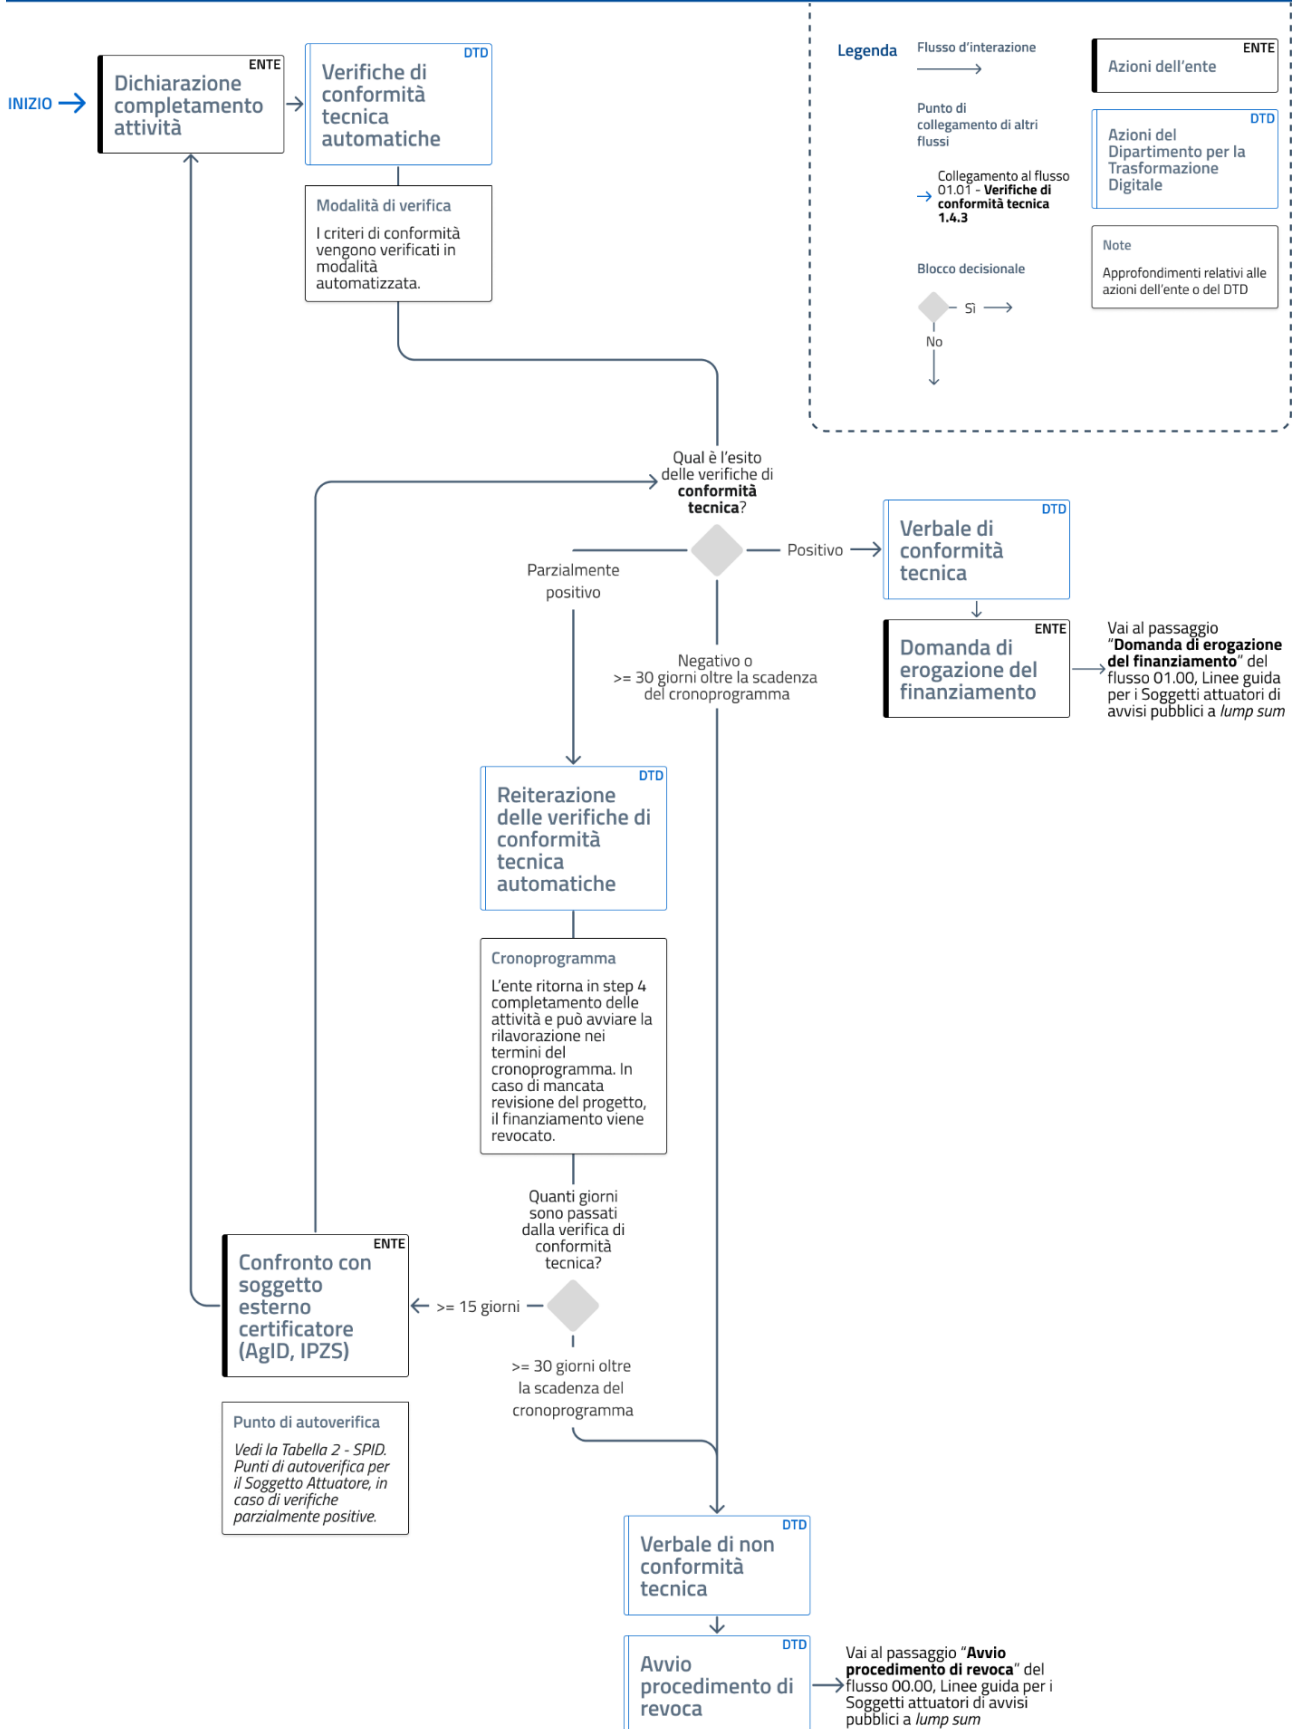 INIZIO
ENTE
Dichiarazione
completamento
attività
DTD
Verifiche di
conformità
tecnica
automatiche
Modalità di verifica
I criteri di conformità
vengono verificati in
modalità
automatizzata.
Legenda
Flusso d'interazione
Punto di
collegamento di altri
flussi
Collegamento al flusso
01.01 - Verifiche di
conformità tecnica
1.4.3
Blocco decisionale
Sì
No
ENTE
Azioni dell'ente
DTD
Azioni del
Dipartimento per la
Trasformazione
Digitale
Note
Approfondimenti relativi alle
azioni dell'ente o del DTD
Qual è l'esito
delle verifiche di
conformità
tecnica?
Positivo
DTD
Verbale di
conformità
tecnica
ENTE
Domanda di
erogazione del
finanziamento
Vai al passaggio
"Domanda di erogazione
del finanziamento" del
flusso 01.00, Linee guida
per i Soggetti attuatori di
avvisi pubblici a lump sum
Parzialmente
positivo
Negativo o
>= 30 giorni oltre la scadenza
del cronoprogramma
DTD
Reiterazione
delle verifiche di
conformità
tecnica
automatiche
Cronoprogramma
L'ente ritorna in step 4
completamento delle
attività e può avviare la
rilavorazione nei
termini del
cronoprogramma. In
caso di mancata
revisione del progetto,
il finanziamento viene
revocato.
Quanti giorni
sono passati
dalla verifica di
conformità
tecnica?
>= 15 giorni
ENTE
Confronto con
soggetto
esterno
certificatore
(AgID, IPZS)
Punto di autoverifica
Vedi la Tabella 2 - SPID.
Punti di autoverifica per
il Soggetto Attuatore, in
caso di verifiche
parzialmente positive.
>= 30 giorni oltre
la scadenza del
cronoprogramma
DTD
Verbale di non
conformità
tecnica
DTD
Avvio
procedimento di
revoca
Vai al passaggio "Avvio
procedimento di revoca" del
flusso 00.00, Linee guida per i
Soggetti attuatori di avvisi
pubblici a lump sum